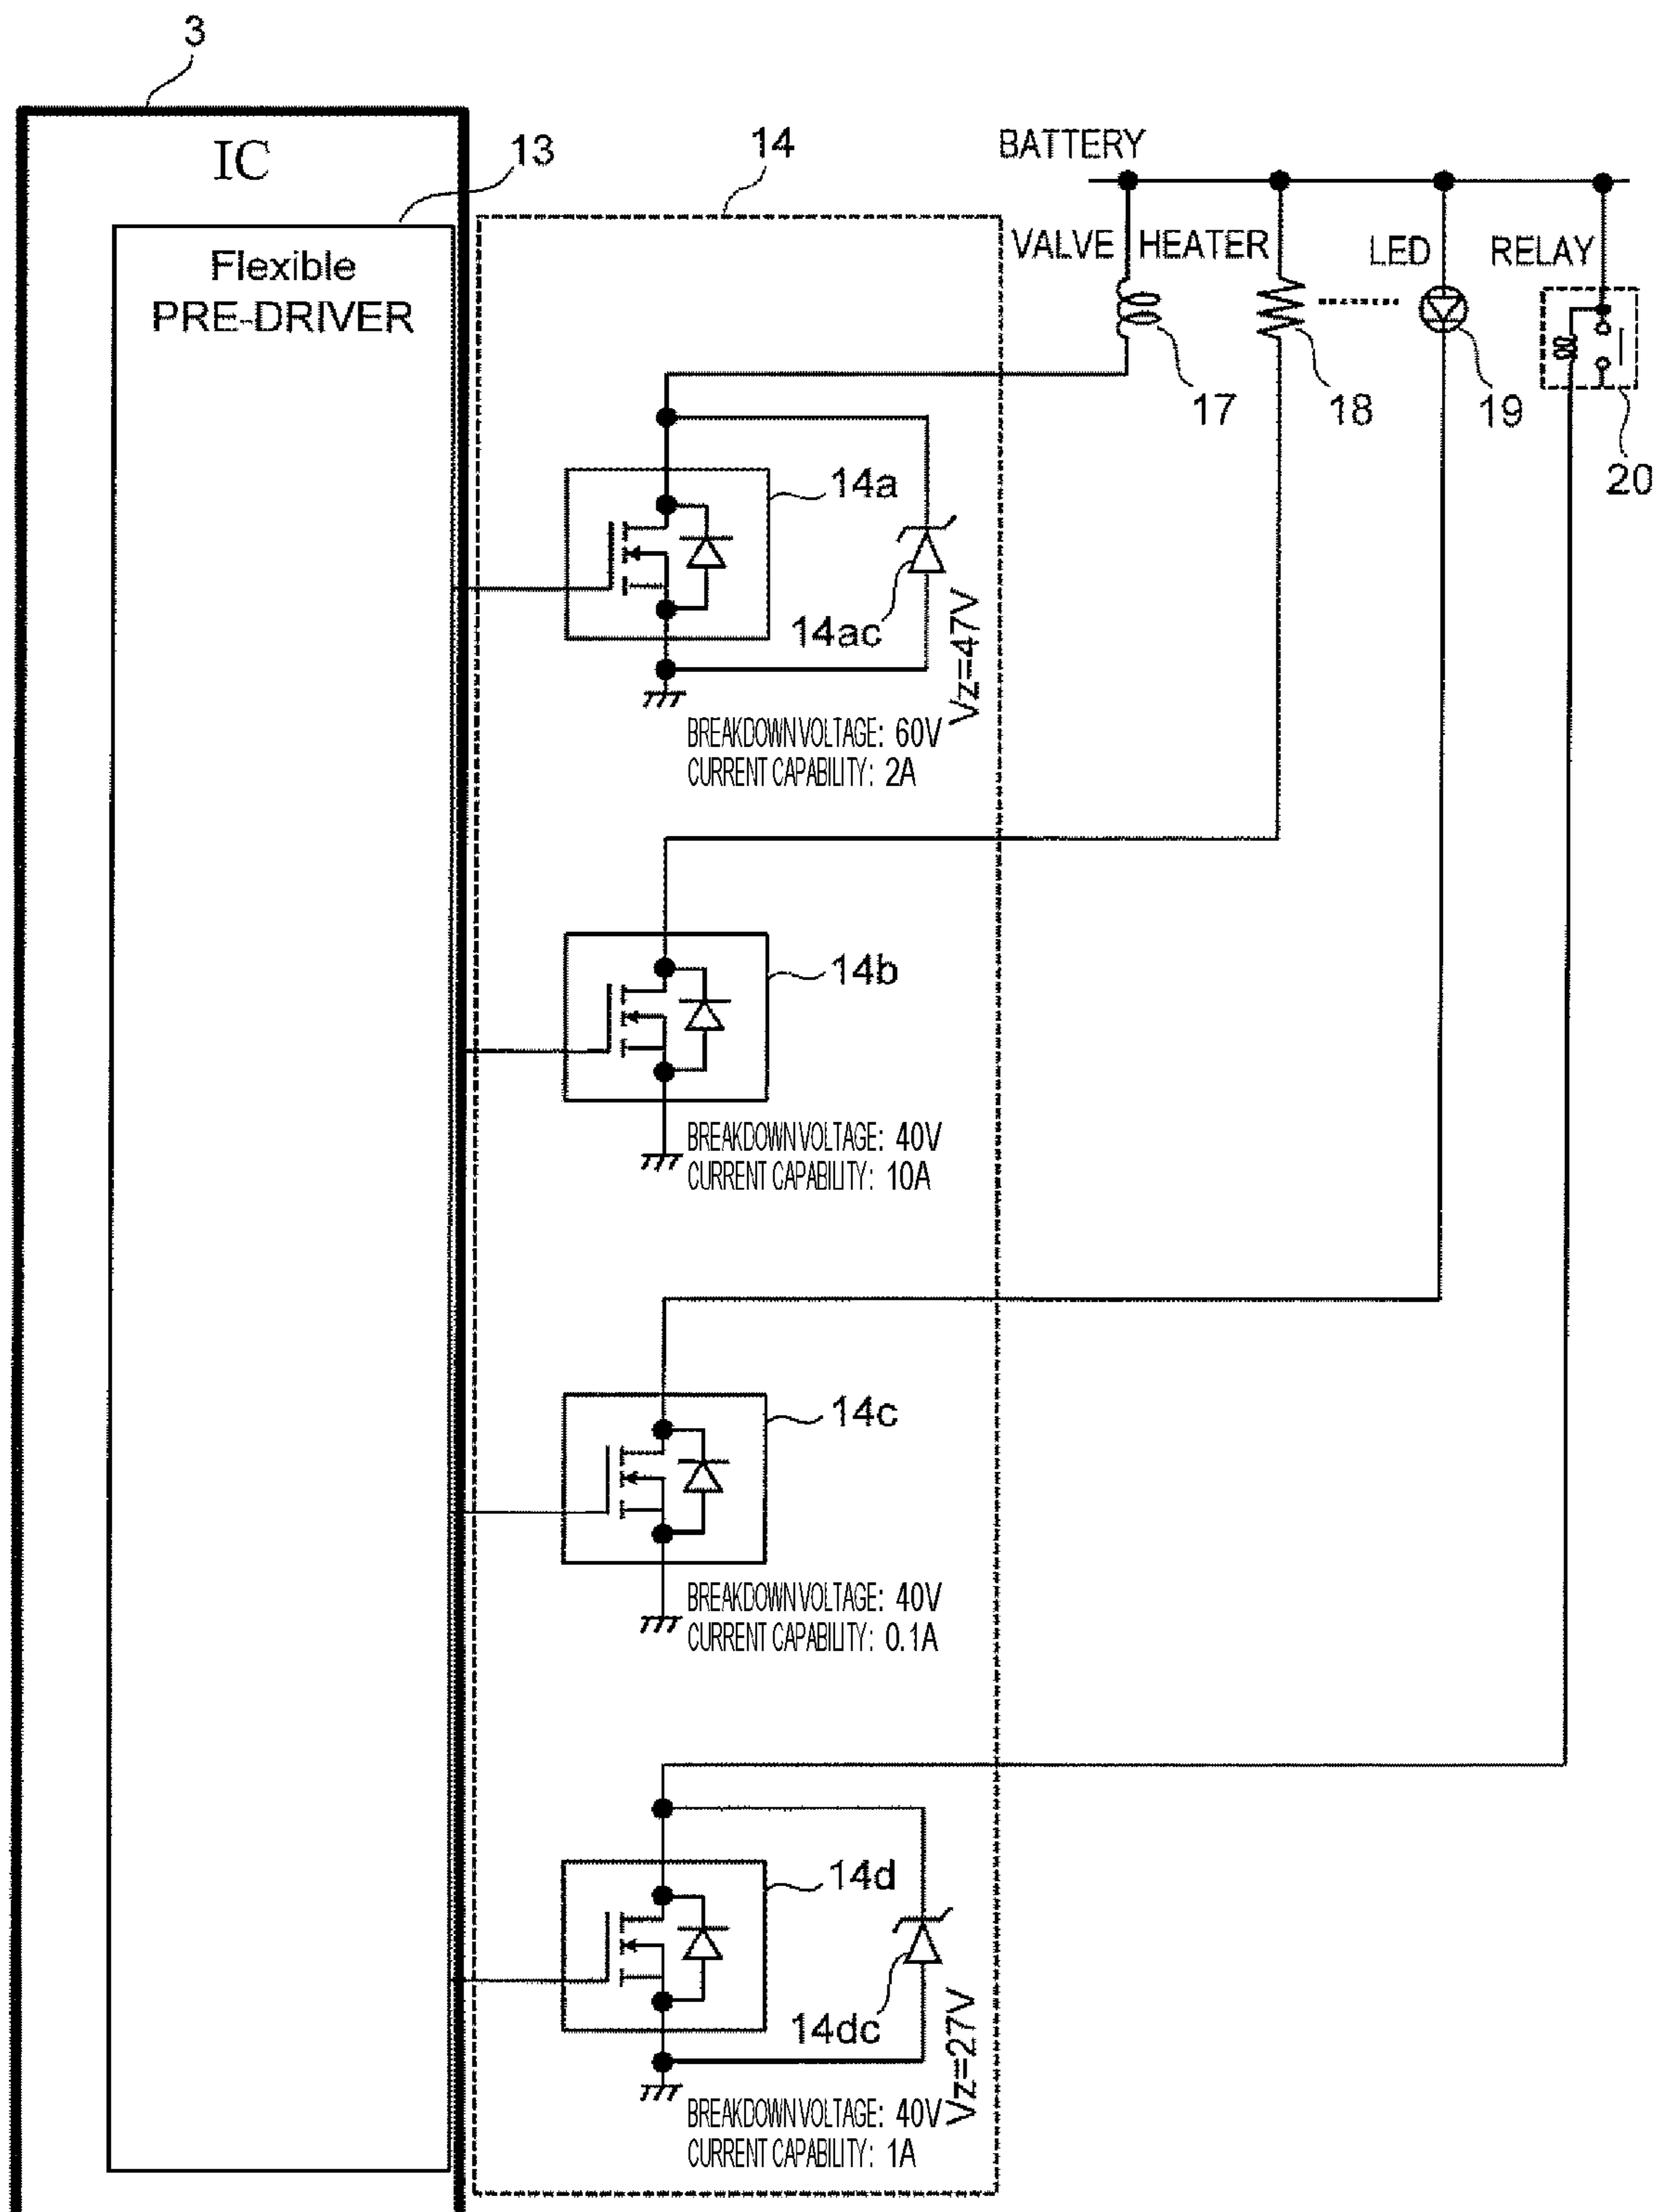 3
IC
13
14
BATTERY
Flexible
PRE-DRIVER
VALVE
HEATER
LED
RELAY
17
18
19
20
14a
14ac
Vz=47V
BREAKDOWN VOLTAGE: 60V
CURRENT CAPABILITY: 2A
14b
BREAKDOWN VOLTAGE: 40V
CURRENT CAPABILITY: 10A
14c
BREAKDOWN VOLTAGE: 40V
CURRENT CAPABILITY: 0.1A
14d
14dc
Vz=27V
BREAKDOWN VOLTAGE: 40V
CURRENT CAPABILITY: 1A